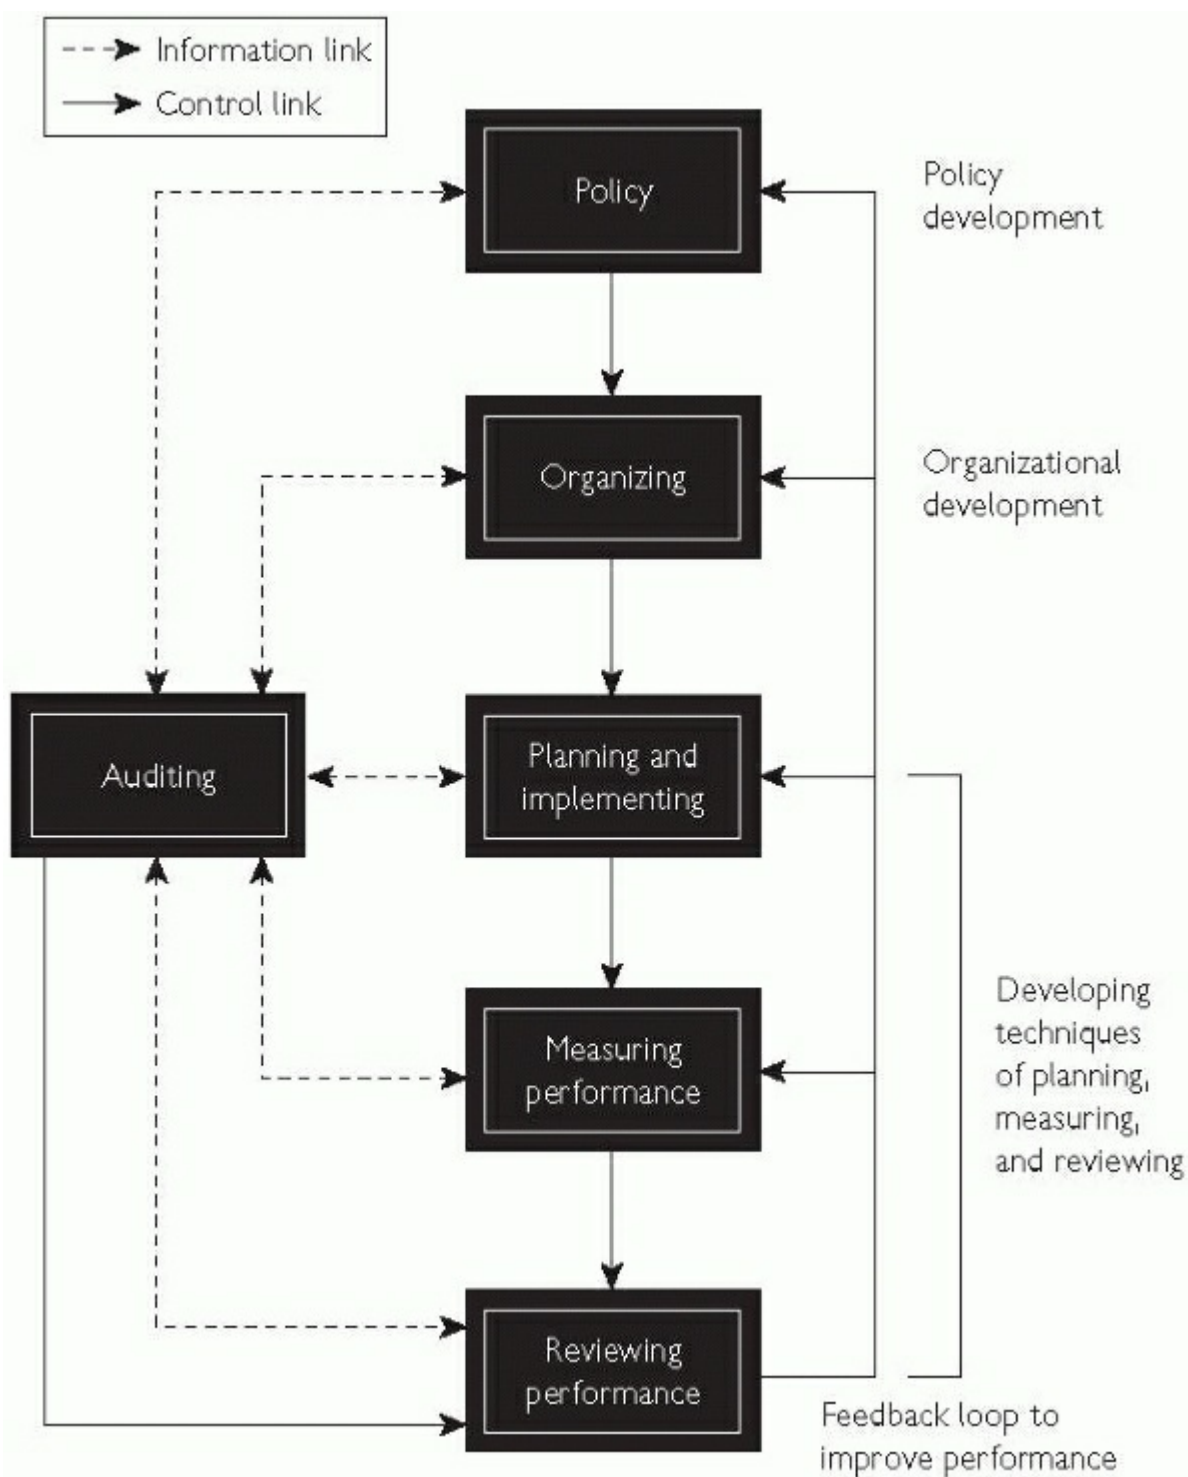 Information link
Control link
Policy
Policy
development
Organizing
Organizational
development
Auditing
Planning and
implementing
Measuring
performance
Developing
techniques
of planning,
measuring,
and reviewing
Reviewing
performance
Feedback loop to
improve performance